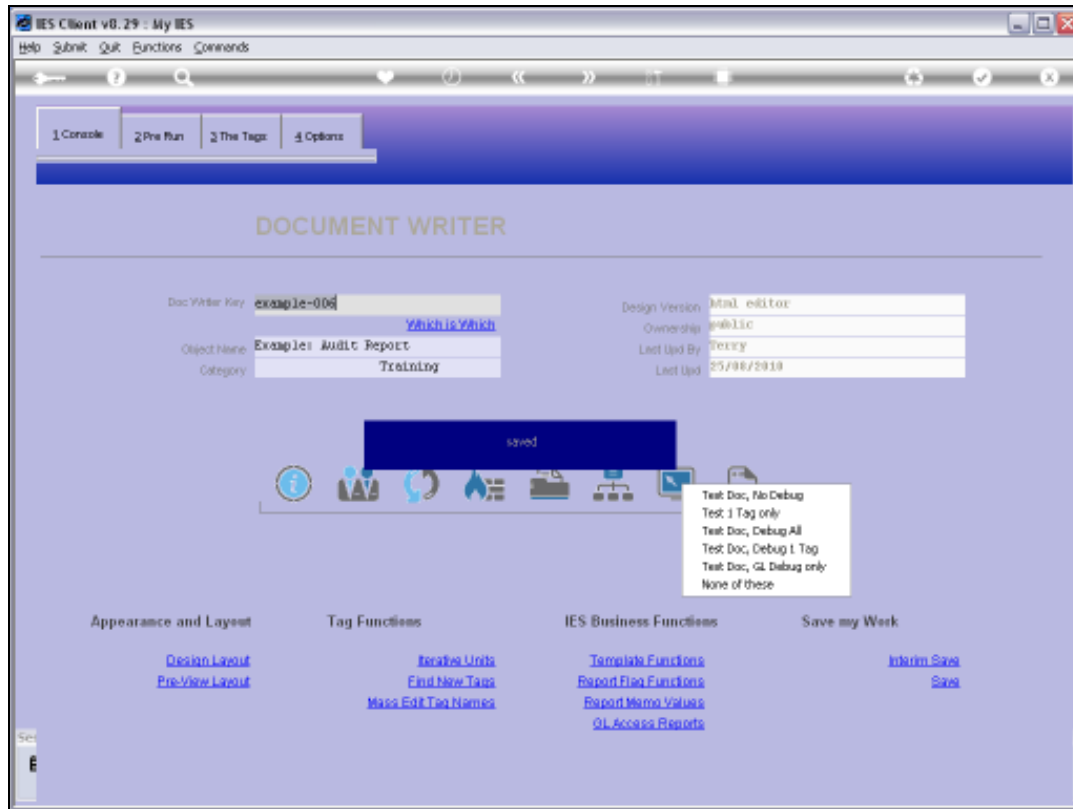 IES Client v8.29 : My IES
Help Submit Quit Functions Commands
1 Console 2 Pre Run 3 The Tags 4 Options
DOCUMENT WRITER
Doc Writer Key example-006
Which is Which
Object Name Example: Audit Report
Category Training
Design Version html editor
Ownership public
Last Upd By Terry
Last Upd 25/08/2010
saved
Test Doc, No Debug
Test 1 Tag only
Test Doc, Debug All
Test Doc, Debug 1 Tag
Test Doc, GL Debug only
None of these
Appearance and Layout
Design Layout
Pre-View Layout
Tag Functions
Iterative Units
Find New Tags
Mass Edit Tag Names
IES Business Functions
Template Functions
Report Flag Functions
Report Memo Values
GL Access Reports
Save my Work
Interim Save
Save